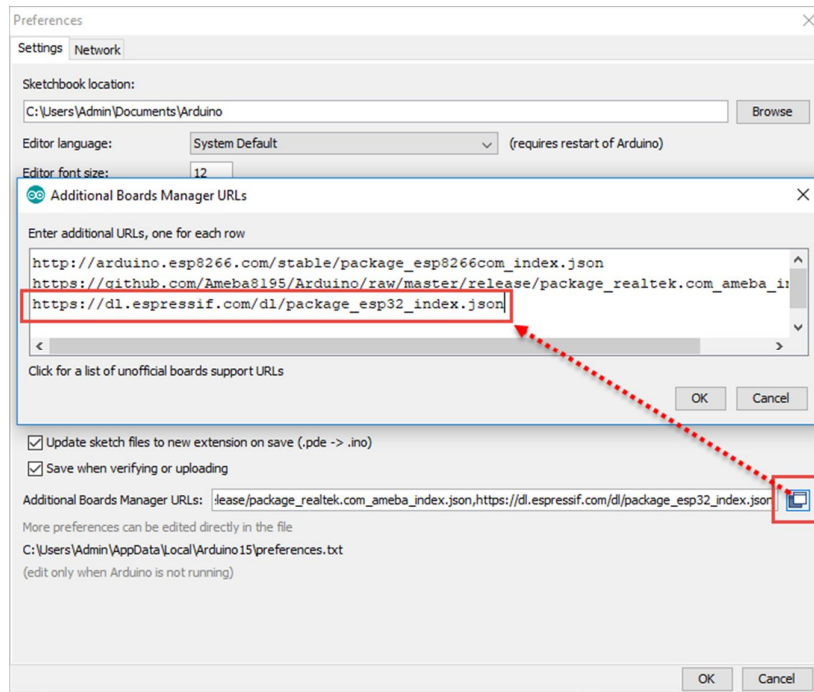 Preferences
Settings Network
Sketchbook location:
C:\Users\Admin\Documents\Arduino Browse
Editor language: System Default (requires restart of Arduino)
Editor font size: 12
Additional Boards Manager URLs
Enter additional URLs, one for each row
http://arduino.esp8266.com/stable/package_esp8266com_index.json
https://github.com/Ameba8195/Arduino/raw/master/release/package_realtek.com_ameba_i
https://dl.espressif.com/dl/package_esp32_index.json
Click for a list of unofficial boards support URLs
OK Cancel
Update sketch files to new extension on save (.pde -> .ino)
Save when verifying or uploading
Additional Boards Manager URLs: lease/package_realtek.com_ameba_index.json,https://dl.espressif.com/dl/package_esp32_index.json
More preferences can be edited directly in the file
C:\Users\Admin\AppData\Local\Arduino15\preferences.txt
(edit only when Arduino is not running)
OK Cancel